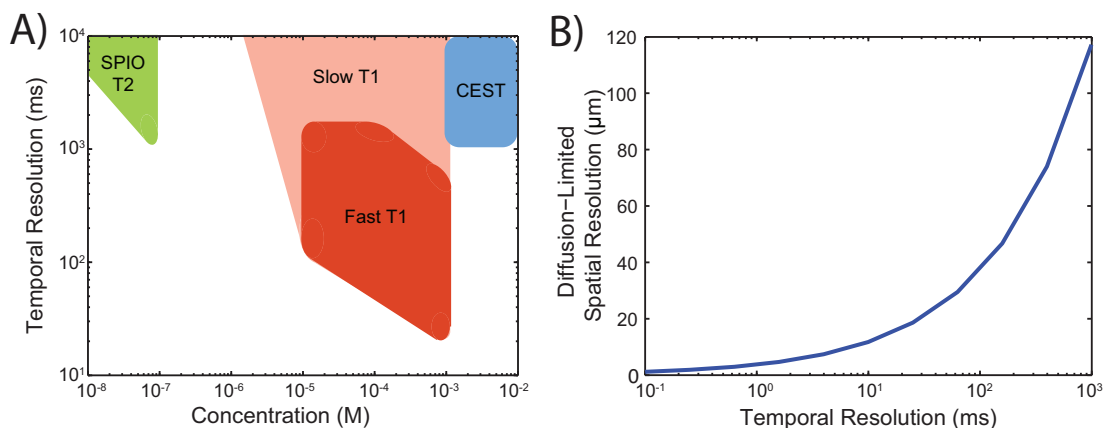 A)
Temporal Resolution (ms)
10^4
10^3
10^2
10^1
SPIO
T2
Slow T1
CEST
Fast T1
10^-8
10^-7
10^-6
10^-5
10^-4
10^-3
10^-2
Concentration (M)
B)
Diffusion−Limited
Spatial Resolution (μm)
120
100
80
60
40
20
0
10^-1
10^0
10^1
10^2
10^3
Temporal Resolution (ms)